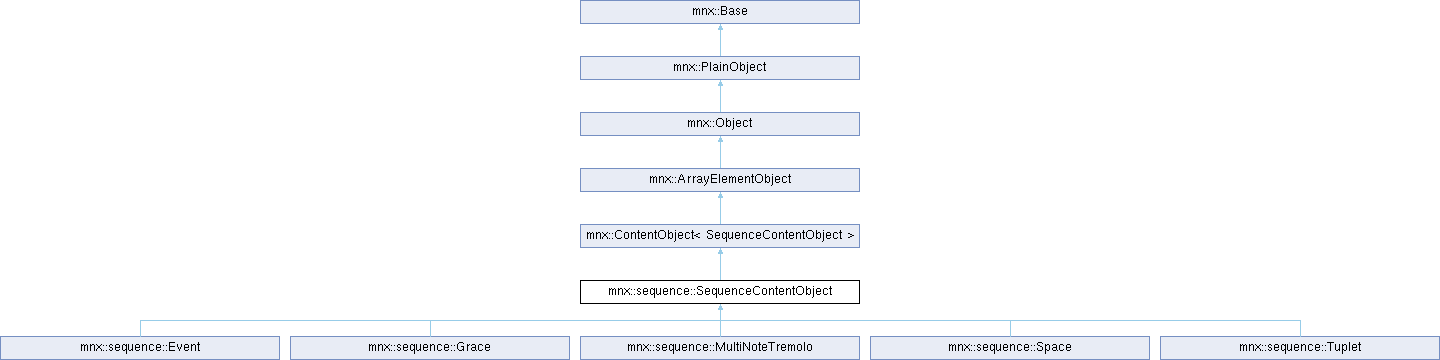 mnx::Base
mnx::PlainObject
mnx::Object
mnx::ArrayElementObject
mnx::ContentObject< SequenceContentObject >
mnx::sequence::SequenceContentObject
mnx::sequence::Event
mnx::sequence::Grace
mnx::sequence::MultiNoteTremolo
mnx::sequence::Space
mnx::sequence::Tuplet